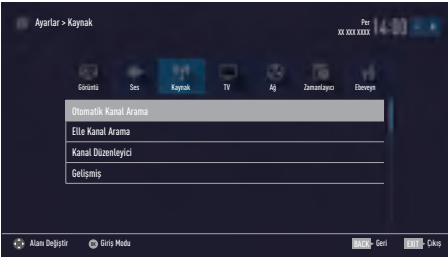 Ayarlar > Kaynak
Per
xx xxx xxxx
14:00
Görüntü Ses Kaynak TV Ağ Zamanlayıcı Ebeveyn
Otomatik Kanal Arama
Elle Kanal Arama
Kanal Düzenleyici
Gelişmiş
Alanı Değiştir OK Giriş Modu BACK - Geri EXIT - Çıkış